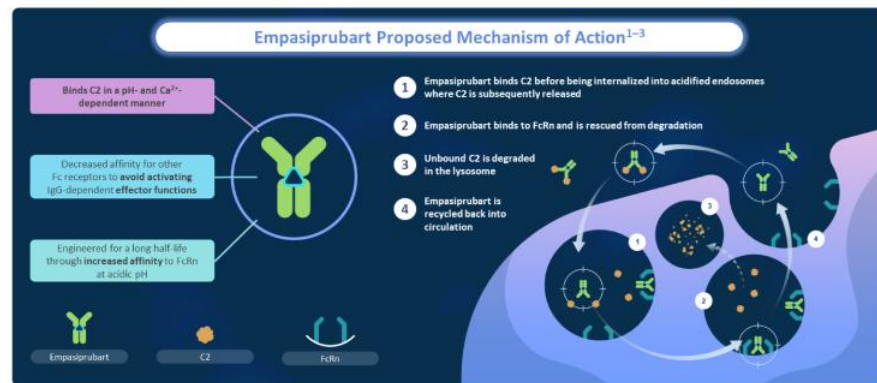 Empasiprubart Proposed Mechanism of Action¹⁻³
Binds C2 in a pH- and Ca²⁺-
dependent manner
Decreased affinity for other
Fc receptors to avoid activating
IgG-dependent effector functions
Engineered for a long half-life
through increased affinity to FcRn
at acidic pH
Empasiprubart
C2
FcRn
1 Empasiprubart binds C2 before being internalized into acidified endosomes
where C2 is subsequently released
2 Empasiprubart binds to FcRn and is rescued from degradation
3 Unbound C2 is degraded
in the lysosome
4 Empasiprubart is
recycled back into
circulation
3
1
4
2